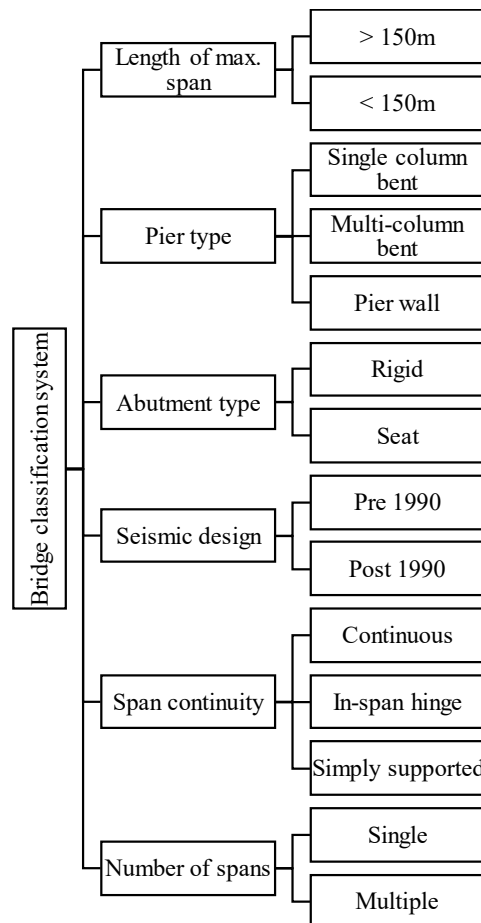 Bridge classification system
Length of max.
span
> 150m
< 150m
Pier type
Single column
bent
Multi-column
bent
Pier wall
Abutment type
Rigid
Seat
Seismic design
Pre 1990
Post 1990
Span continuity
Continuous
In-span hinge
Simply supported
Number of spans
Single
Multiple